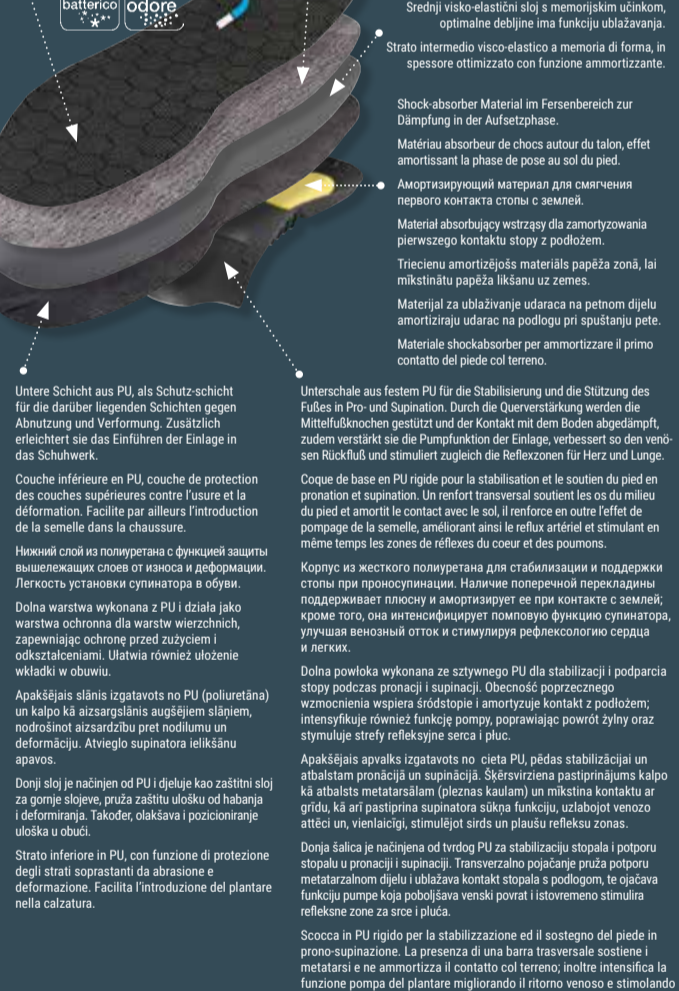 batterico
odore
Srednji visko-elastični sloj s memorijskim učinkom,
optimalne debljine ima funkciju ublažavanja.
Strato intermedio visco-elastico a memoria di forma, in
spessore ottimizzato con funzione ammortizzante.
Shock-absorber Material im Fersenbereich zur
Dämpfung in der Aufsetzphase.
Matériau absorbeur de chocs autour du talon, effet
amortissant la phase de pose au sol du pied.
Амортизирующий материал для смягчения
первого контакта стопы с землей.
Materiał absorbujący wstrząsy dla zamortyzowania
pierwszego kontaktu stopy z podłożem.
Triecienu amortizējošs materiāls papēža zonā, lai
mīkstinātu papēža likšanu uz zemes.
Materijal za ublaživanje udaraca na petnom dijelu
amortiziraju udarac na podlogu pri spuštanju pete.
Materiale shockabsorber per ammortizzare il primo
contatto del piede col terreno.
Untere Schicht aus PU, als Schutz-schicht
für die darüber liegenden Schichten gegen
Abnutzung und Verformung. Zusätzlich
erleichtert sie das Einführen der Einlage in
das Schuhwerk.
Couche inférieure en PU, couche de protection
des couches supérieures contre l'usure et la
déformation. Facilite par ailleurs l'introduction
de la semelle dans la chaussure.
Нижний слой из полиуретана с функцией защиты
вышележащих слоев от износа и деформации.
Легкость установки супинатора в обуви.
Dolna warstwa wykonana z PU i działa jako
warstwa ochronna dla warstw wierzchnich,
zapewniając ochronę przed zużyciem i
odkształceniami. Ułatwia również ułożenie
wkładki w obuwiu.
Apakšējais slānis izgatavots no PU (poliuretāna)
un kalpo kā aizsargslānis augšējiem slāņiem,
nodrošinot aizsardzību pret nodilumu un
deformāciju. Atvieglo supinatora ielikšānu
apavos.
Donji sloj je načinjen od PU i djeluje kao zaštitni sloj
za gornje slojeve, pruža zaštitu ulošku od habanja
i deformiranja. Također, olakšava i pozicioniranje
uloška u obući.
Strato inferiore in PU, con funzione di protezione
degli strati soprastanti da abrasione e
deformazione. Facilita l'introduzione del plantare
nella calzatura.
Unterschale aus festem PU für die Stabilisierung und die Stützung des
Fußes in Pro- und Supination. Durch die Querverstärkung werden die
Mittelfußknochen gestützt und der Kontakt mit dem Boden abgedämpft,
zudem verstärkt sie die Pumpfunktion der Einlage, verbessert so den venö-
sen Rückfluß und stimuliert zugleich die Reflexzonen für Herz und Lunge.
Coque de base en PU rigide pour la stabilisation et le soutien du pied en
pronation et supination. Un renfort transversal soutient les os du milieu
du pied et amortit le contact avec le sol, il renforce en outre l'effet de
pompage de la semelle, améliorant ainsi le reflux artériel et stimulant en
même temps les zones de réflexes du coeur et des poumons.
Корпус из жесткого полиуретана для стабилизации и поддержки
стопы при проносупинации. Наличие поперечной перекладины
поддерживает плюсну и амортизирует ее при контакте с землей;
кроме того, она интенсифицирует помповую функцию супинатора,
улучшая венозный отток и стимулируя рефлексологию сердца
и легких.
Dolna powłoka wykonana ze sztywnego PU dla stabilizacji i podparcia
stopy podczas pronacji i supinacji. Obecność poprzecznego
wzmocnienia wspiera śródstopie i amortyzuje kontakt z podłożem;
intensyfikuje również funkcję pompy, poprawiając powrót żylny oraz
stymuluje strefy refleksyjne serca i płuc.
Apakšējais apvalks izgatavots no cieta PU, pēdas stabilizācijai un
atbalstam pronācijā un supinācijā. Šķērsvirziena pastiprinājums kalpo
kā atbalsts metatarsālam (pleznas kaulam) un mīkstina kontaktu ar
grīdu, kā arī pastiprina supinatora sūkņa funkciju, uzlabojot venozo
attēci un, vienlaicīgi, stimulējot sirds un plaušu refleksu zonas.
Donja šalica je načinjena od tvrdog PU za stabilizaciju stopala i potporu
stopalu u pronaciji i supinaciji. Transverzalno pojačanje pruža potporu
metatarzalnom dijelu i ublažava kontakt stopala s podlogom, te ojačava
funkciju pumpe koja poboljšava venski povrat i istovremeno stimulira
refleksne zone za srce i pluća.
Scocca in PU rigido per la stabilizzazione ed il sostegno del piede in
prono-supinazione. La presenza di una barra trasversale sostiene i
metatarsi e ne ammortizza il contatto col terreno; inoltre intensifica la
funzione pompa del plantare migliorando il ritorno venoso e stimolando